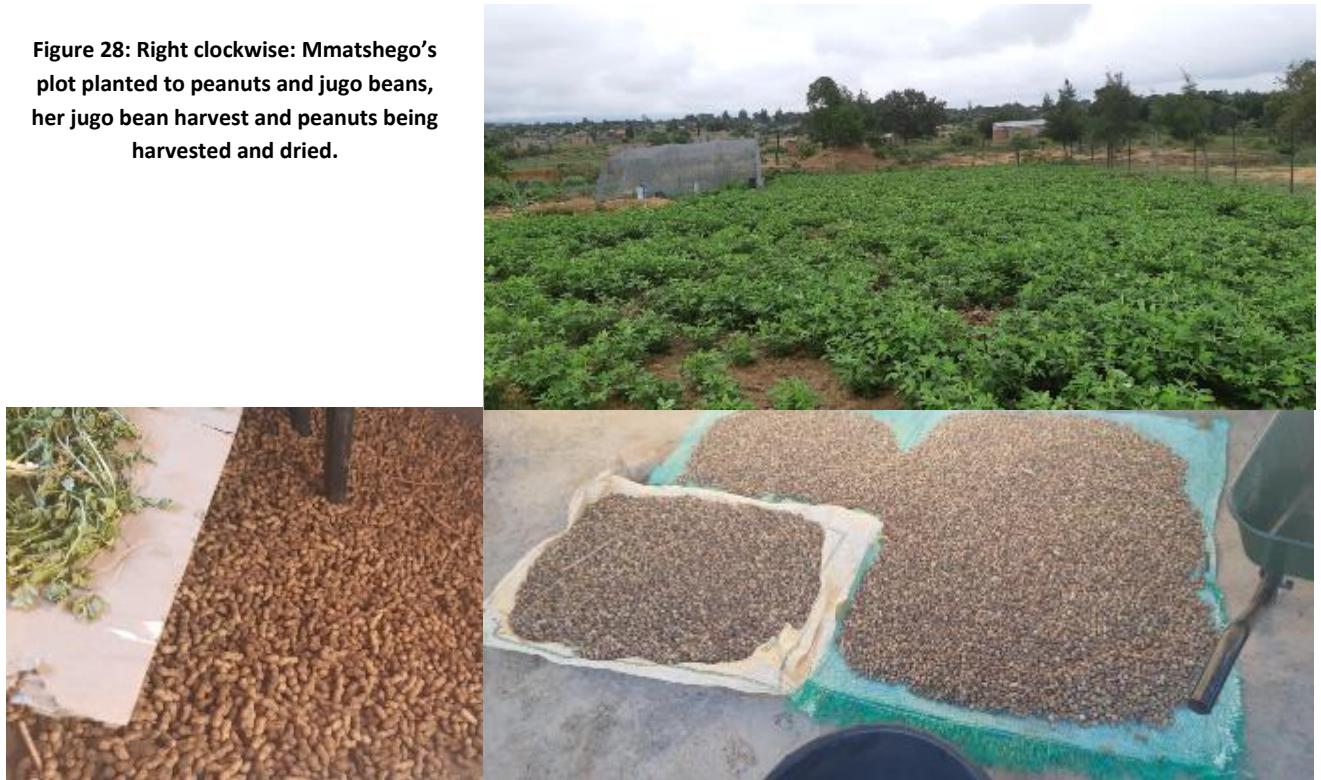 Figure 28: Right clockwise: Mmatshego’s
plot planted to peanuts and jugo beans,
her jugo bean harvest and peanuts being
harvested and dried.